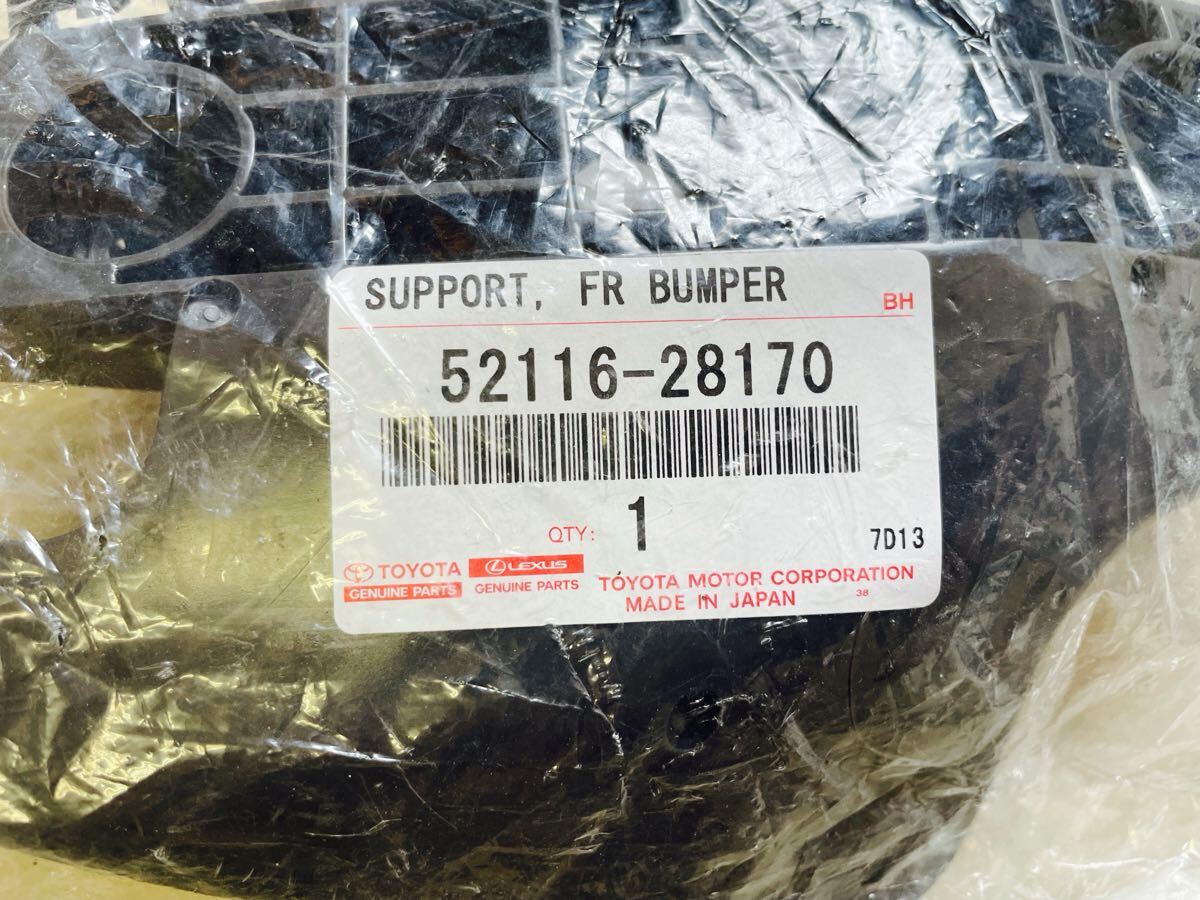 SUPPORT, FR BUMPER
BH
52116-28170
QTY: 1
7D13
TOYOTA
GENUINE PARTS
LEXUS
GENUINE PARTS
TOYOTA MOTOR CORPORATION
MADE IN JAPAN
38